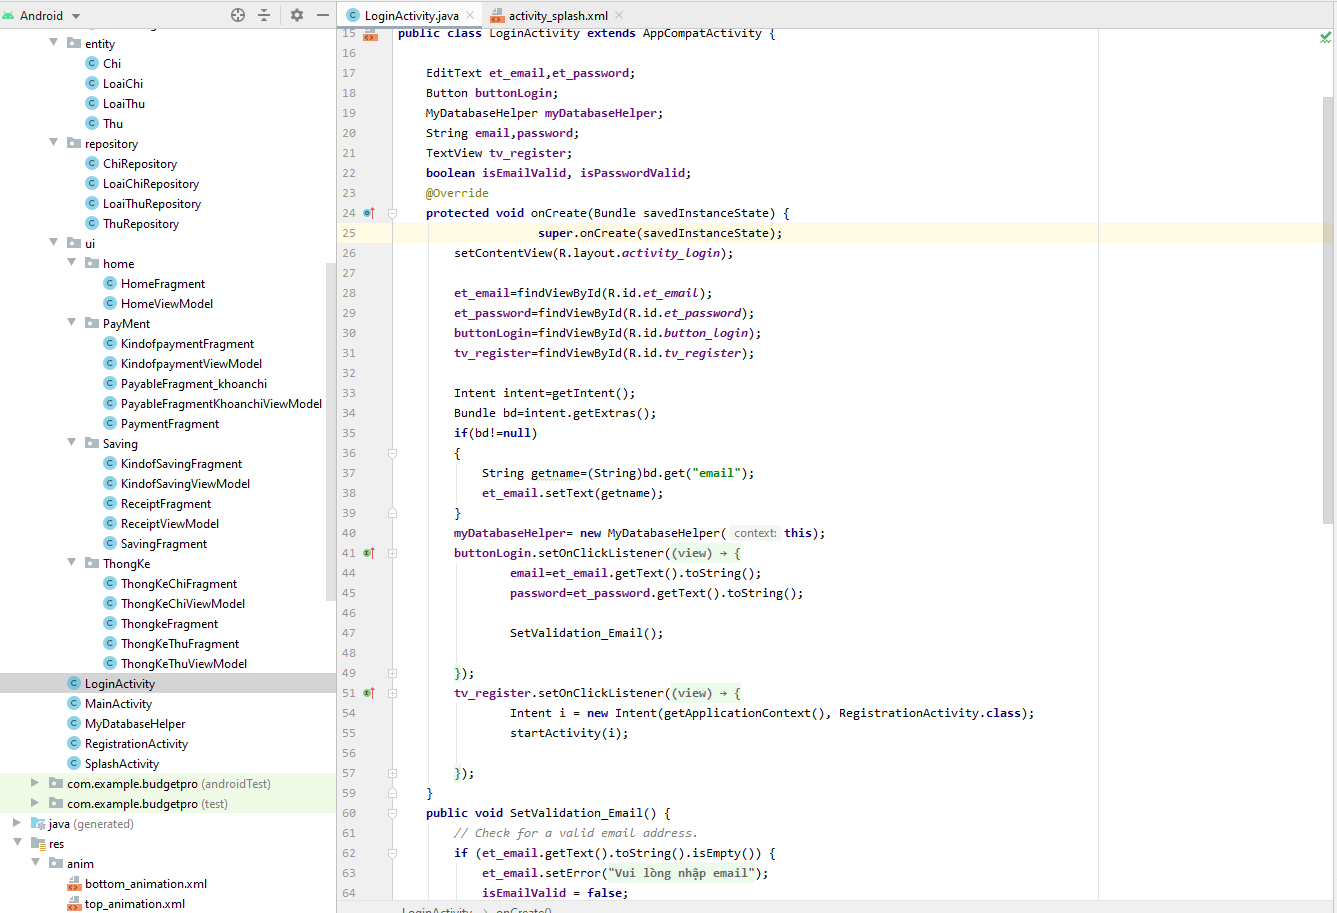 Android
LoginActivity.java
activity_splash.xml
entity
Chi
LoaiChi
LoaiThu
Thu
repository
ChiRepository
LoaiChiRepository
LoaiThuRepository
ThuRepository
ui
home
HomeFragment
HomeViewModel
PayMent
KindofpaymentFragment
KindofpaymentViewModel
PayableFragment_khoanchi
PayableFragmentKhoanchiViewModel
PaymentFragment
Saving
KindofSavingFragment
KindofSavingViewModel
ReceiptFragment
ReceiptViewModel
SavingFragment
ThongKe
ThongKeChiFragment
ThongKeChiViewModel
ThongkeFragment
ThongKeThuFragment
ThongKeThuViewModel
LoginActivity
MainActivity
MyDatabaseHelper
RegistrationActivity
SplashActivity
com.example.budgetpro (androidTest)
com.example.budgetpro (test)
java (generated)
res
anim
bottom_animation.xml
top_animation.xml
15 public class LoginActivity extends AppCompatActivity {
16
17 EditText et_email,et_password;
18 Button buttonLogin;
19 MyDatabaseHelper myDatabaseHelper;
20 String email,password;
21 TextView tv_register;
22 boolean isEmailValid, isPasswordValid;
23 @Override
24 protected void onCreate(Bundle savedInstanceState) {
25 super.onCreate(savedInstanceState);
26 setContentView(R.layout.activity_login);
27
28 et_email=findViewById(R.id.et_email);
29 et_password=findViewById(R.id.et_password);
30 buttonLogin=findViewById(R.id.button_login);
31 tv_register=findViewById(R.id.tv_register);
32
33 Intent intent=getIntent();
34 Bundle bd=intent.getExtras();
35 if(bd!=null)
36 {
37 String getname=(String)bd.get("email");
38 et_email.setText(getname);
39 }
40 myDatabaseHelper= new MyDatabaseHelper( context: this);
41 buttonLogin.setOnClickListener((view) → {
44 email=et_email.getText().toString();
45 password=et_password.getText().toString();
46
47 SetValidation_Email();
48
49 });
51 tv_register.setOnClickListener((view) → {
54 Intent i = new Intent(getApplicationContext(), RegistrationActivity.class);
55 startActivity(i);
56
57 });
59 }
60 public void SetValidation_Email() {
61 // Check for a valid email address.
62 if (et_email.getText().toString().isEmpty()) {
63 et_email.setError("Vui lòng nhập email");
64 isEmailValid = false;
LoginActivity > onCreate()